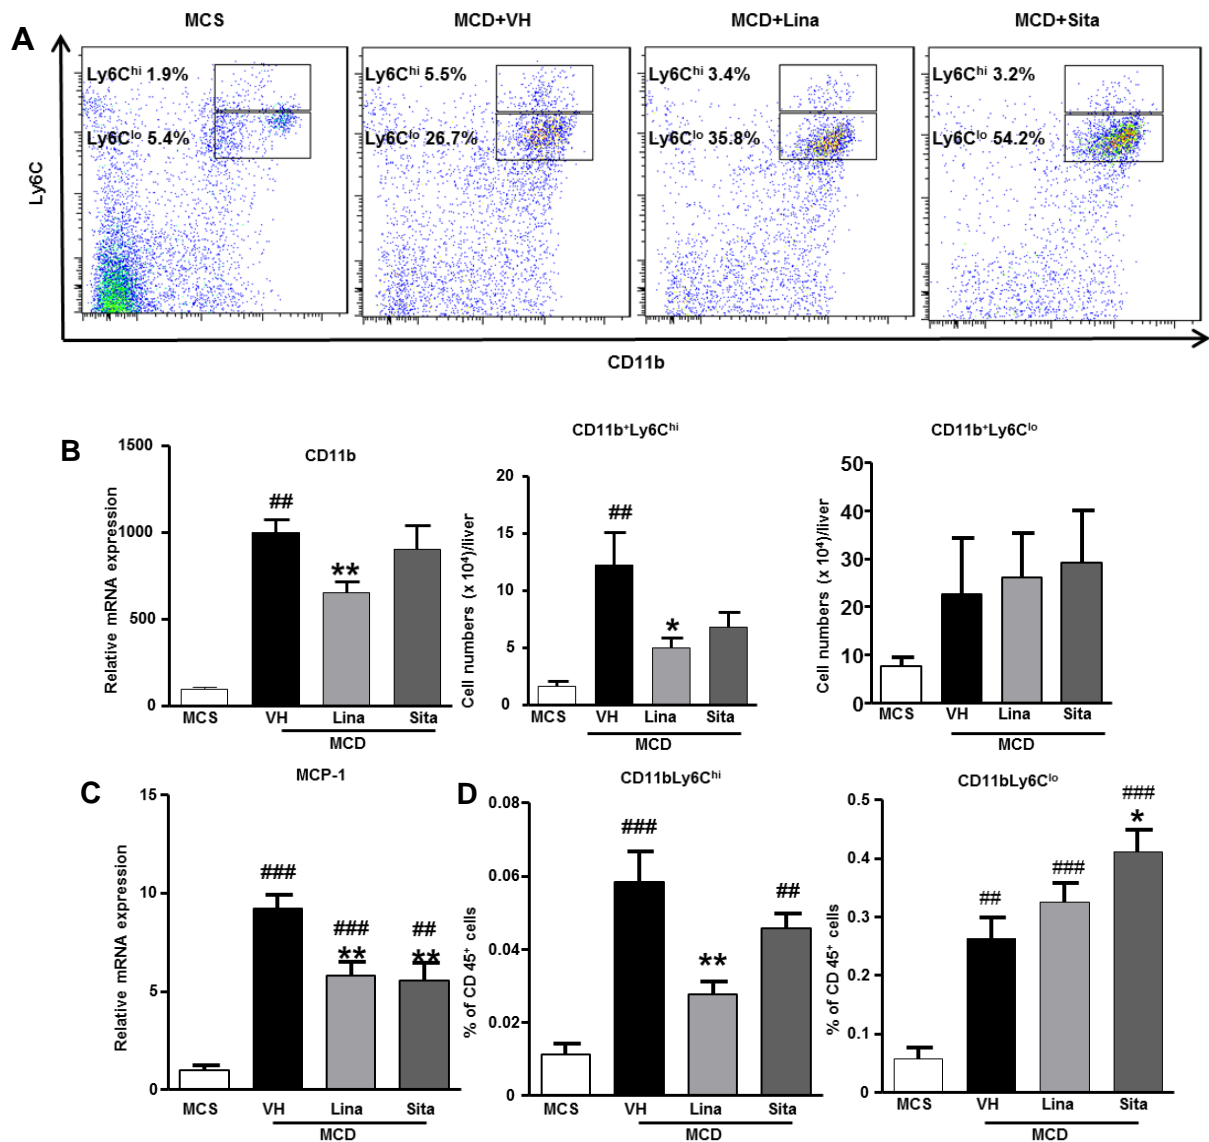 A
MCS MCD+VH MCD+Lina MCD+Sita
Ly6Chi 1.9% Ly6Chi 5.5% Ly6Chi 3.4% Ly6Chi 3.2%
Ly6Clo 5.4% Ly6Clo 26.7% Ly6Clo 35.8% Ly6Clo 54.2%
Ly6C
CD11b
B
CD11b
Relative mRNA expression
1500
1000
500
0
##
**
MCS VH Lina Sita
MCD
CD11b+Ly6Chi
Cell numbers (x 10⁴)/liver
20
15
10
5
0
##
*
MCS VH Lina Sita
MCD
CD11b+Ly6Clo
Cell numbers (x 10⁴)/liver
50
40
30
20
10
0
MCS VH Lina Sita
MCD
C
MCP-1
Relative mRNA expression
15
10
5
0
###
### ##
** **
MCS VH Lina Sita
MCD
D
CD11bLy6Chi
% of CD 45+ cells
0.08
0.06
0.04
0.02
0
###
##
**
MCS VH Lina Sita
MCD
CD11bLy6Clo
% of CD 45+ cells
0.5
0.4
0.3
0.2
0.1
0
###
*
###
##
MCS VH Lina Sita
MCD